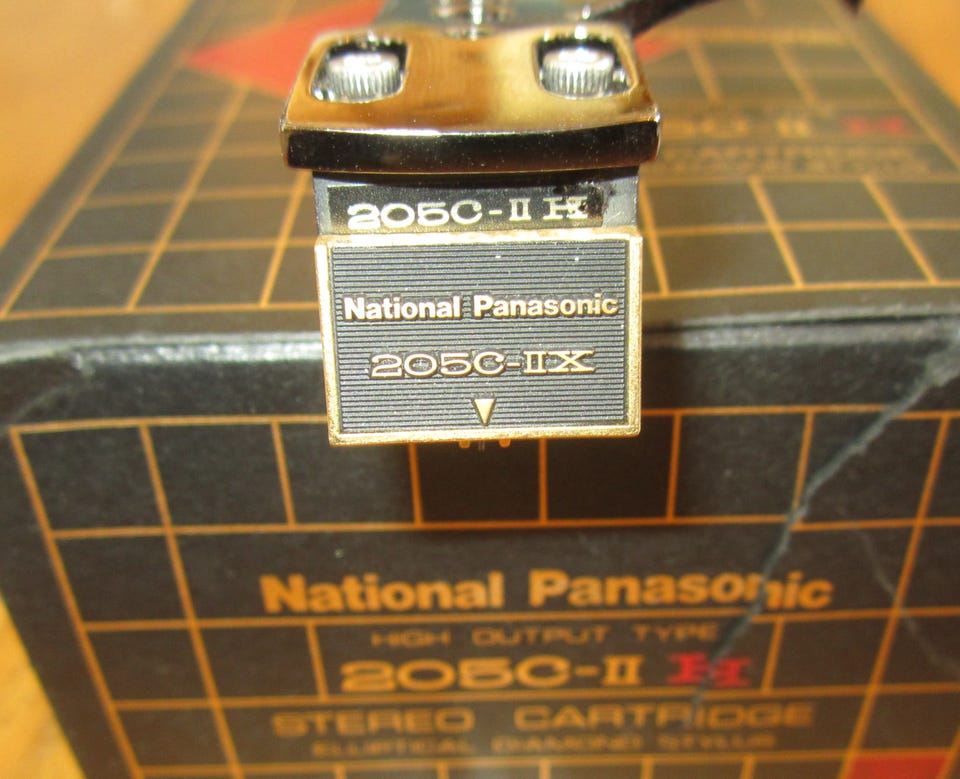 205C-II H
National Panasonic
205C-IIX
National Panasonic
HIGH OUTPUT TYPE
205C-II H
STEREO CARTRIDGE
ELLIPTICAL DIAMOND STYLUS